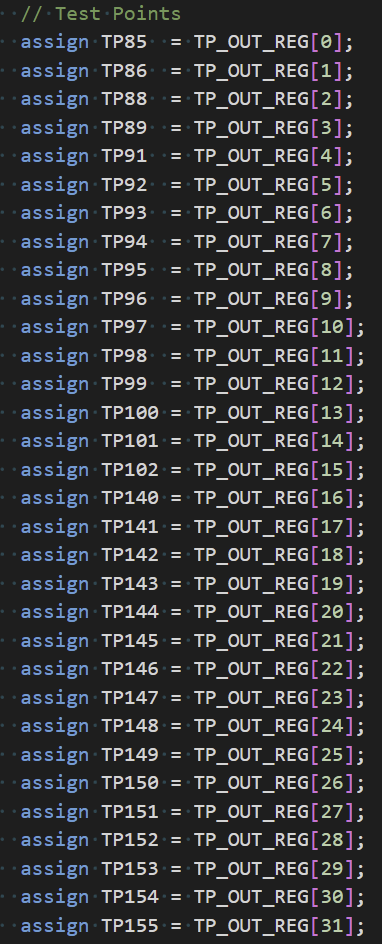 // Test Points
assign TP85  = TP_OUT_REG[0];
assign TP86  = TP_OUT_REG[1];
assign TP88  = TP_OUT_REG[2];
assign TP89  = TP_OUT_REG[3];
assign TP91  = TP_OUT_REG[4];
assign TP92  = TP_OUT_REG[5];
assign TP93  = TP_OUT_REG[6];
assign TP94  = TP_OUT_REG[7];
assign TP95  = TP_OUT_REG[8];
assign TP96  = TP_OUT_REG[9];
assign TP97  = TP_OUT_REG[10];
assign TP98  = TP_OUT_REG[11];
assign TP99  = TP_OUT_REG[12];
assign TP100 = TP_OUT_REG[13];
assign TP101 = TP_OUT_REG[14];
assign TP102 = TP_OUT_REG[15];
assign TP140 = TP_OUT_REG[16];
assign TP141 = TP_OUT_REG[17];
assign TP142 = TP_OUT_REG[18];
assign TP143 = TP_OUT_REG[19];
assign TP144 = TP_OUT_REG[20];
assign TP145 = TP_OUT_REG[21];
assign TP146 = TP_OUT_REG[22];
assign TP147 = TP_OUT_REG[23];
assign TP148 = TP_OUT_REG[24];
assign TP149 = TP_OUT_REG[25];
assign TP150 = TP_OUT_REG[26];
assign TP151 = TP_OUT_REG[27];
assign TP152 = TP_OUT_REG[28];
assign TP153 = TP_OUT_REG[29];
assign TP154 = TP_OUT_REG[30];
assign TP155 = TP_OUT_REG[31];